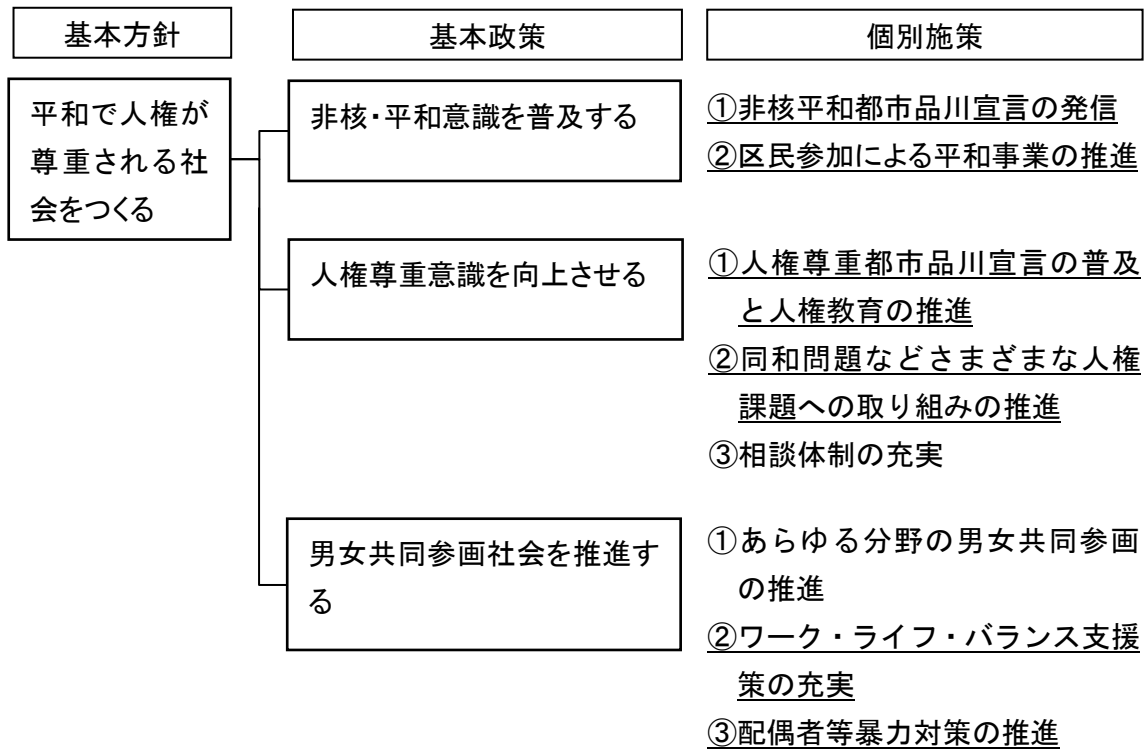 基本方針
基本政策
個別施策
平和で人権が
尊重される社
会をつくる
非核・平和意識を普及する
①非核平和都市品川宣言の発信
②区民参加による平和事業の推進
人権尊重意識を向上させる
①人権尊重都市品川宣言の普及
と人権教育の推進
②同和問題などさまざまな人権
課題への取り組みの推進
③相談体制の充実
男女共同参画社会を推進す
る
①あらゆる分野の男女共同参画
の推進
②ワーク・ライフ・バランス支援
策の充実
③配偶者等暴力対策の推進